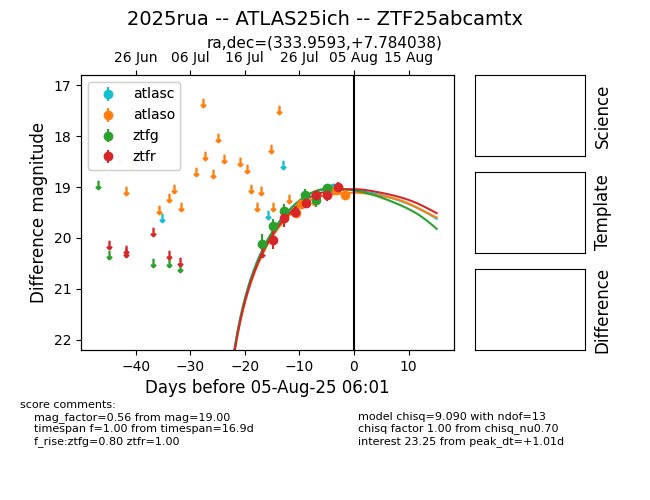 2025rua -- ATLAS25ich -- ZTF25abcamtx
ra,dec=(333.9593,+7.784038)
26 Jun 06 Jul 16 Jul 26 Jul 05 Aug 15 Aug
17
18
19
20
21
22
Difference magnitude
atlasc
atlaso
ztfg
ztfr
−40 −30 −20 −10 0 10
Days before 05-Aug-25 06:01
Science
Template
Difference
score comments:
mag_factor=0.56 from mag=19.00
timespan f=1.00 from timespan=16.9d
f_rise:ztfg=0.80 ztfr=1.00
model chisq=9.090 with ndof=13
chisq factor 1.00 from chisq_nu0.70
interest 23.25 from peak_dt=+1.01d